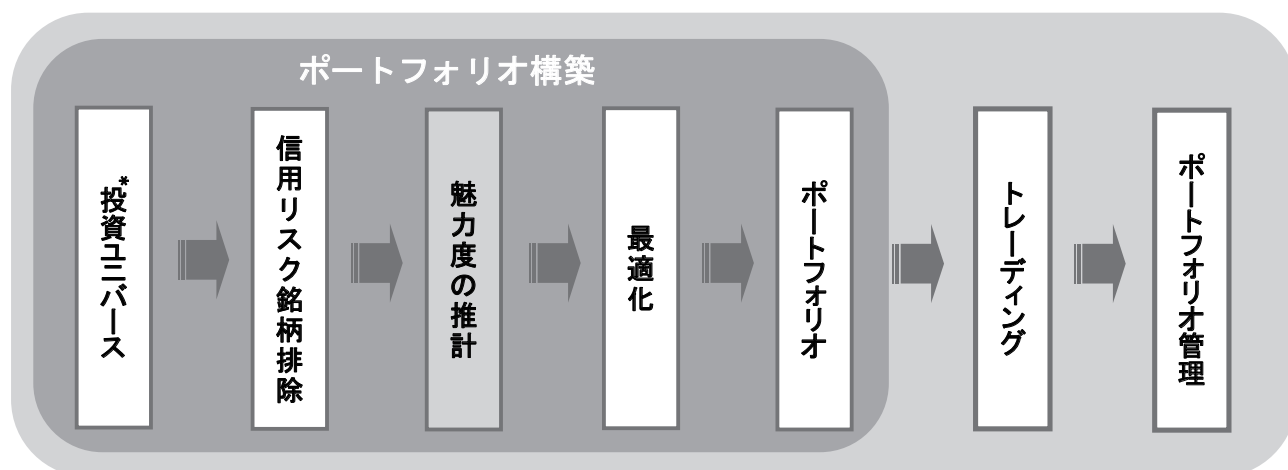 ポートフォリオ構築
投資ユニバース*
信用リスク銘柄排除
魅力度の推計
最適化
ポートフォリオ
トレーディング
ポートフォリオ管理